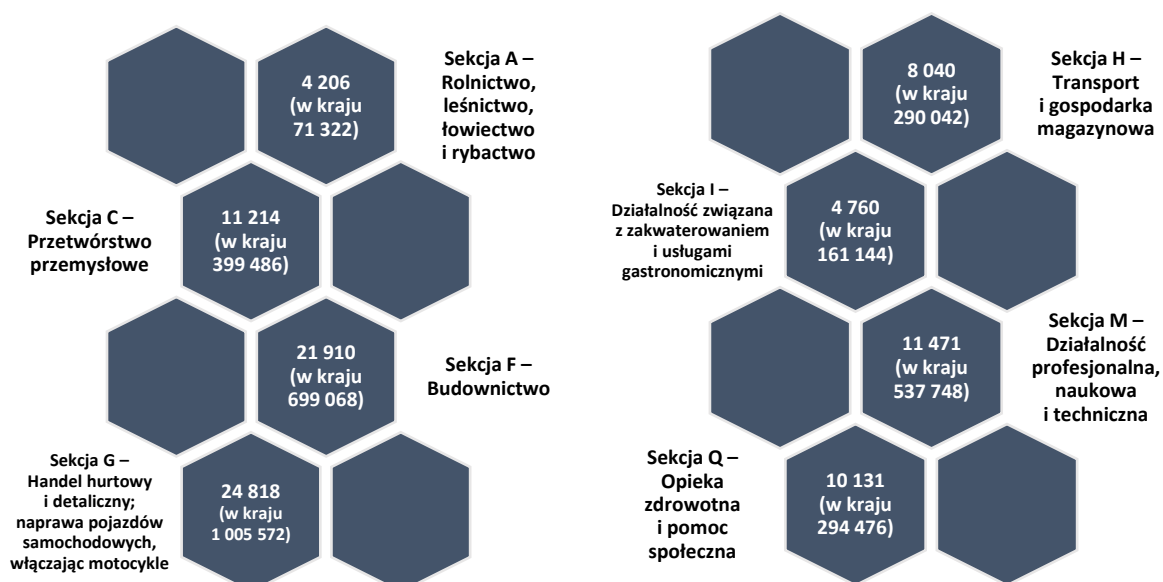 4 206
(w kraju
71 322)
Sekcja A –
Rolnictwo,
leśnictwo,
łowiectwo
i rybactwo
Sekcja C –
Przetwórstwo
przemysłowe
11 214
(w kraju
399 486)
21 910
(w kraju
699 068)
Sekcja F –
Budownictwo
Sekcja G –
Handel hurtowy
i detaliczny;
naprawa pojazdów
samochodowych,
włączając motocykle
24 818
(w kraju
1 005 572)
8 040
(w kraju
290 042)
Sekcja H –
Transport
i gospodarka
magazynowa
Sekcja I –
Działalność związana
z zakwaterowaniem
i usługami
gastronomicznymi
4 760
(w kraju
161 144)
11 471
(w kraju
537 748)
Sekcja M –
Działalność
profesjonalna,
naukowa
i techniczna
Sekcja Q –
Opieka
zdrowotna
i pomoc
społeczna
10 131
(w kraju
294 476)